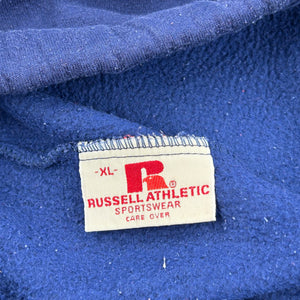 -XL-
R®
RUSSELL ATHLETIC
SPORTSWEAR
CARE OVER